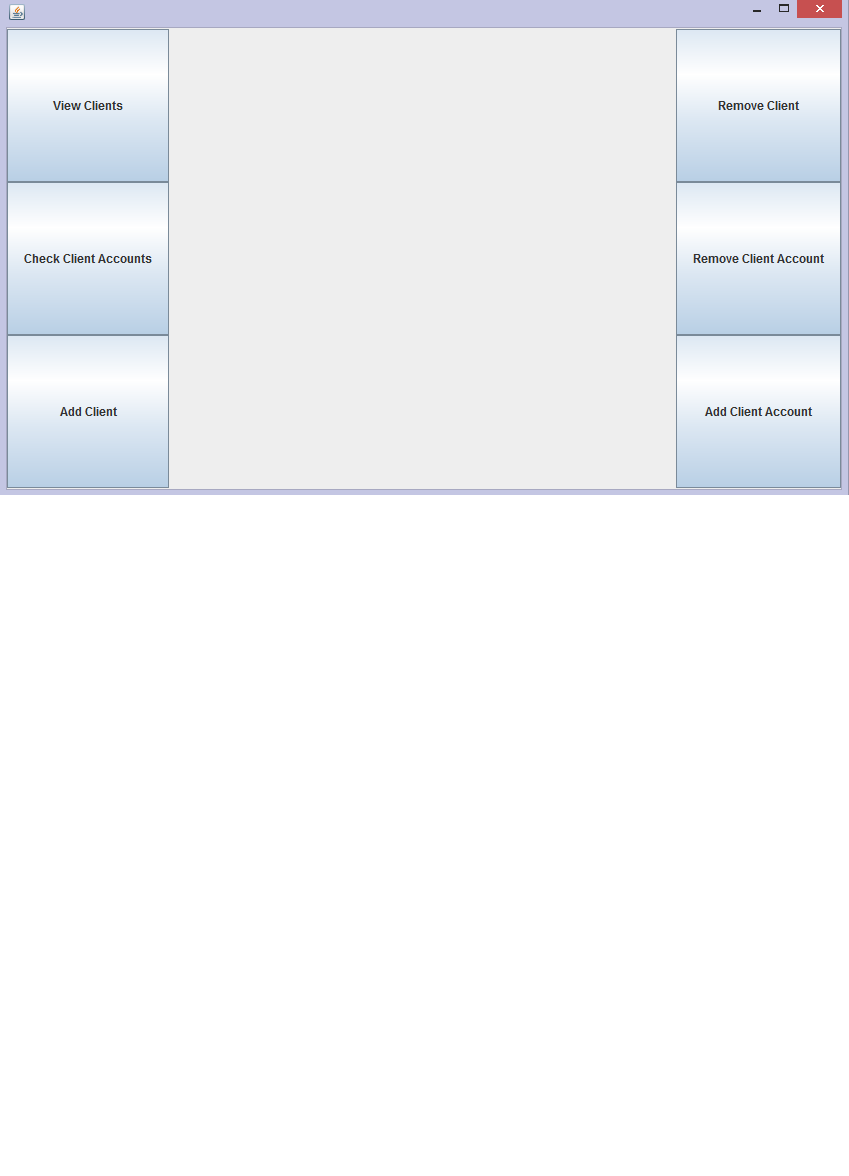 View Clients
Remove Client
Check Client Accounts
Remove Client Account
Add Client
Add Client Account